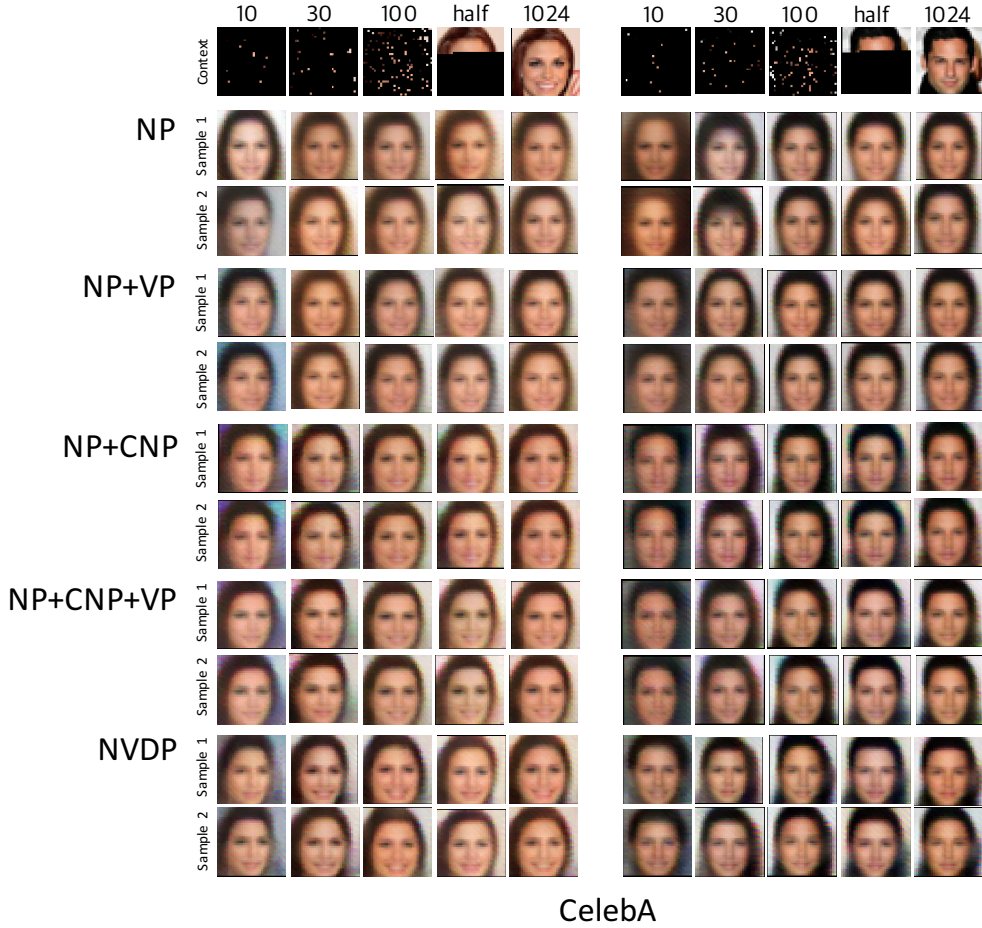 10 30 100 half 1024 10 30 100 half 1024
Context
NP
Sample 1
Sample 2
NP+VP
Sample 1
Sample 2
NP+CNP
Sample 1
Sample 2
NP+CNP+VP
Sample 1
Sample 2
NVDP
Sample 1
Sample 2
CelebA